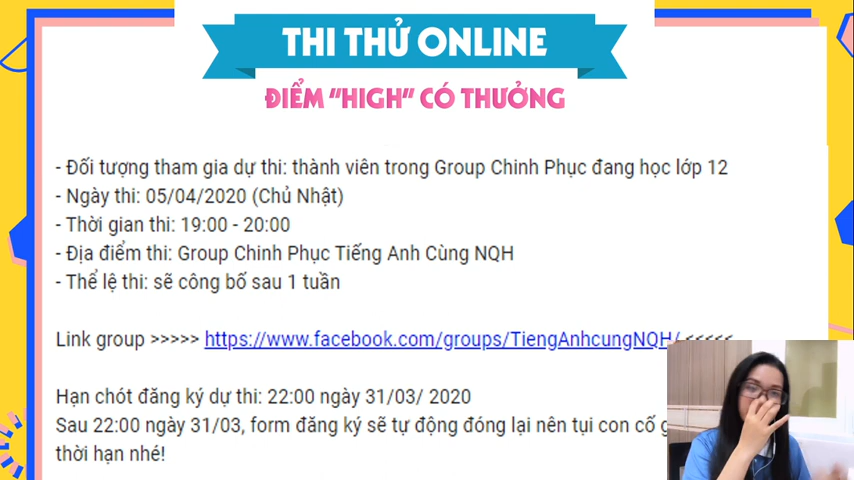 THI THỬ ONLINE
ĐIỂM "HIGH" CÓ THƯỞNG
- Đối tượng tham gia dự thi: thành viên trong Group Chinh Phục đang học lớp 12
- Ngày thi: 05/04/2020 (Chủ Nhật)
- Thời gian thi: 19:00 - 20:00
- Địa điểm thi: Group Chinh Phục Tiếng Anh Cùng NQH
- Thể lệ thi: sẽ công bố sau 1 tuần
Link group >>>>> https://www.facebook.com/groups/TiengAnhcungNQH/ <<<<<
Hạn chót đăng ký dự thi: 22:00 ngày 31/03/ 2020
Sau 22:00 ngày 31/03, form đăng ký sẽ tự động đóng lại nên tụi con cố
thời hạn nhé!